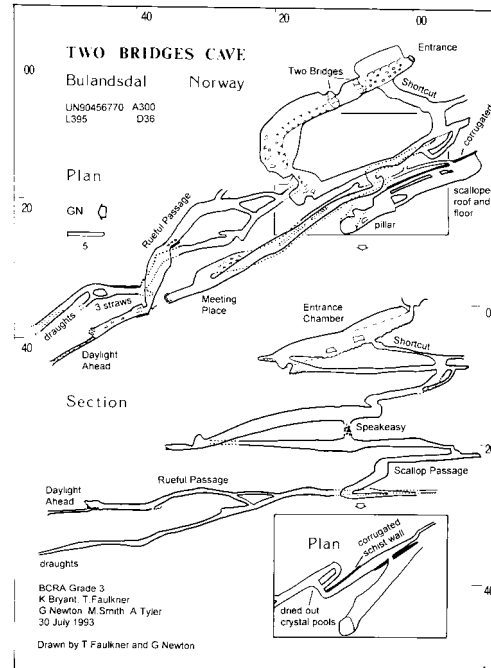 40
20
00
TWO BRIDGES CAVE
Bulandsdal Norway
UN90456770 A300
L395 D36
Plan
GN
5
00
20
40
Entrance
Two Bridges
Shortcut
corrugated
scalloped
roof and
floor
pillar
Rueful Passage
3 straws
draughts
Meeting
Place
Daylight
Ahead
Section
Entrance
Chamber
0
Shortcut
Speakeasy
20
Scallop Passage
Rueful Passage
Daylight
Ahead
draughts
Plan
corrugated
schist wall
dried out
crystal pools
40
BCRA Grade 3
K Bryant. T.Faulkner
G Newton M.Smith A Tyler
30 July 1993
Drawn by T Faulkner and G Newton